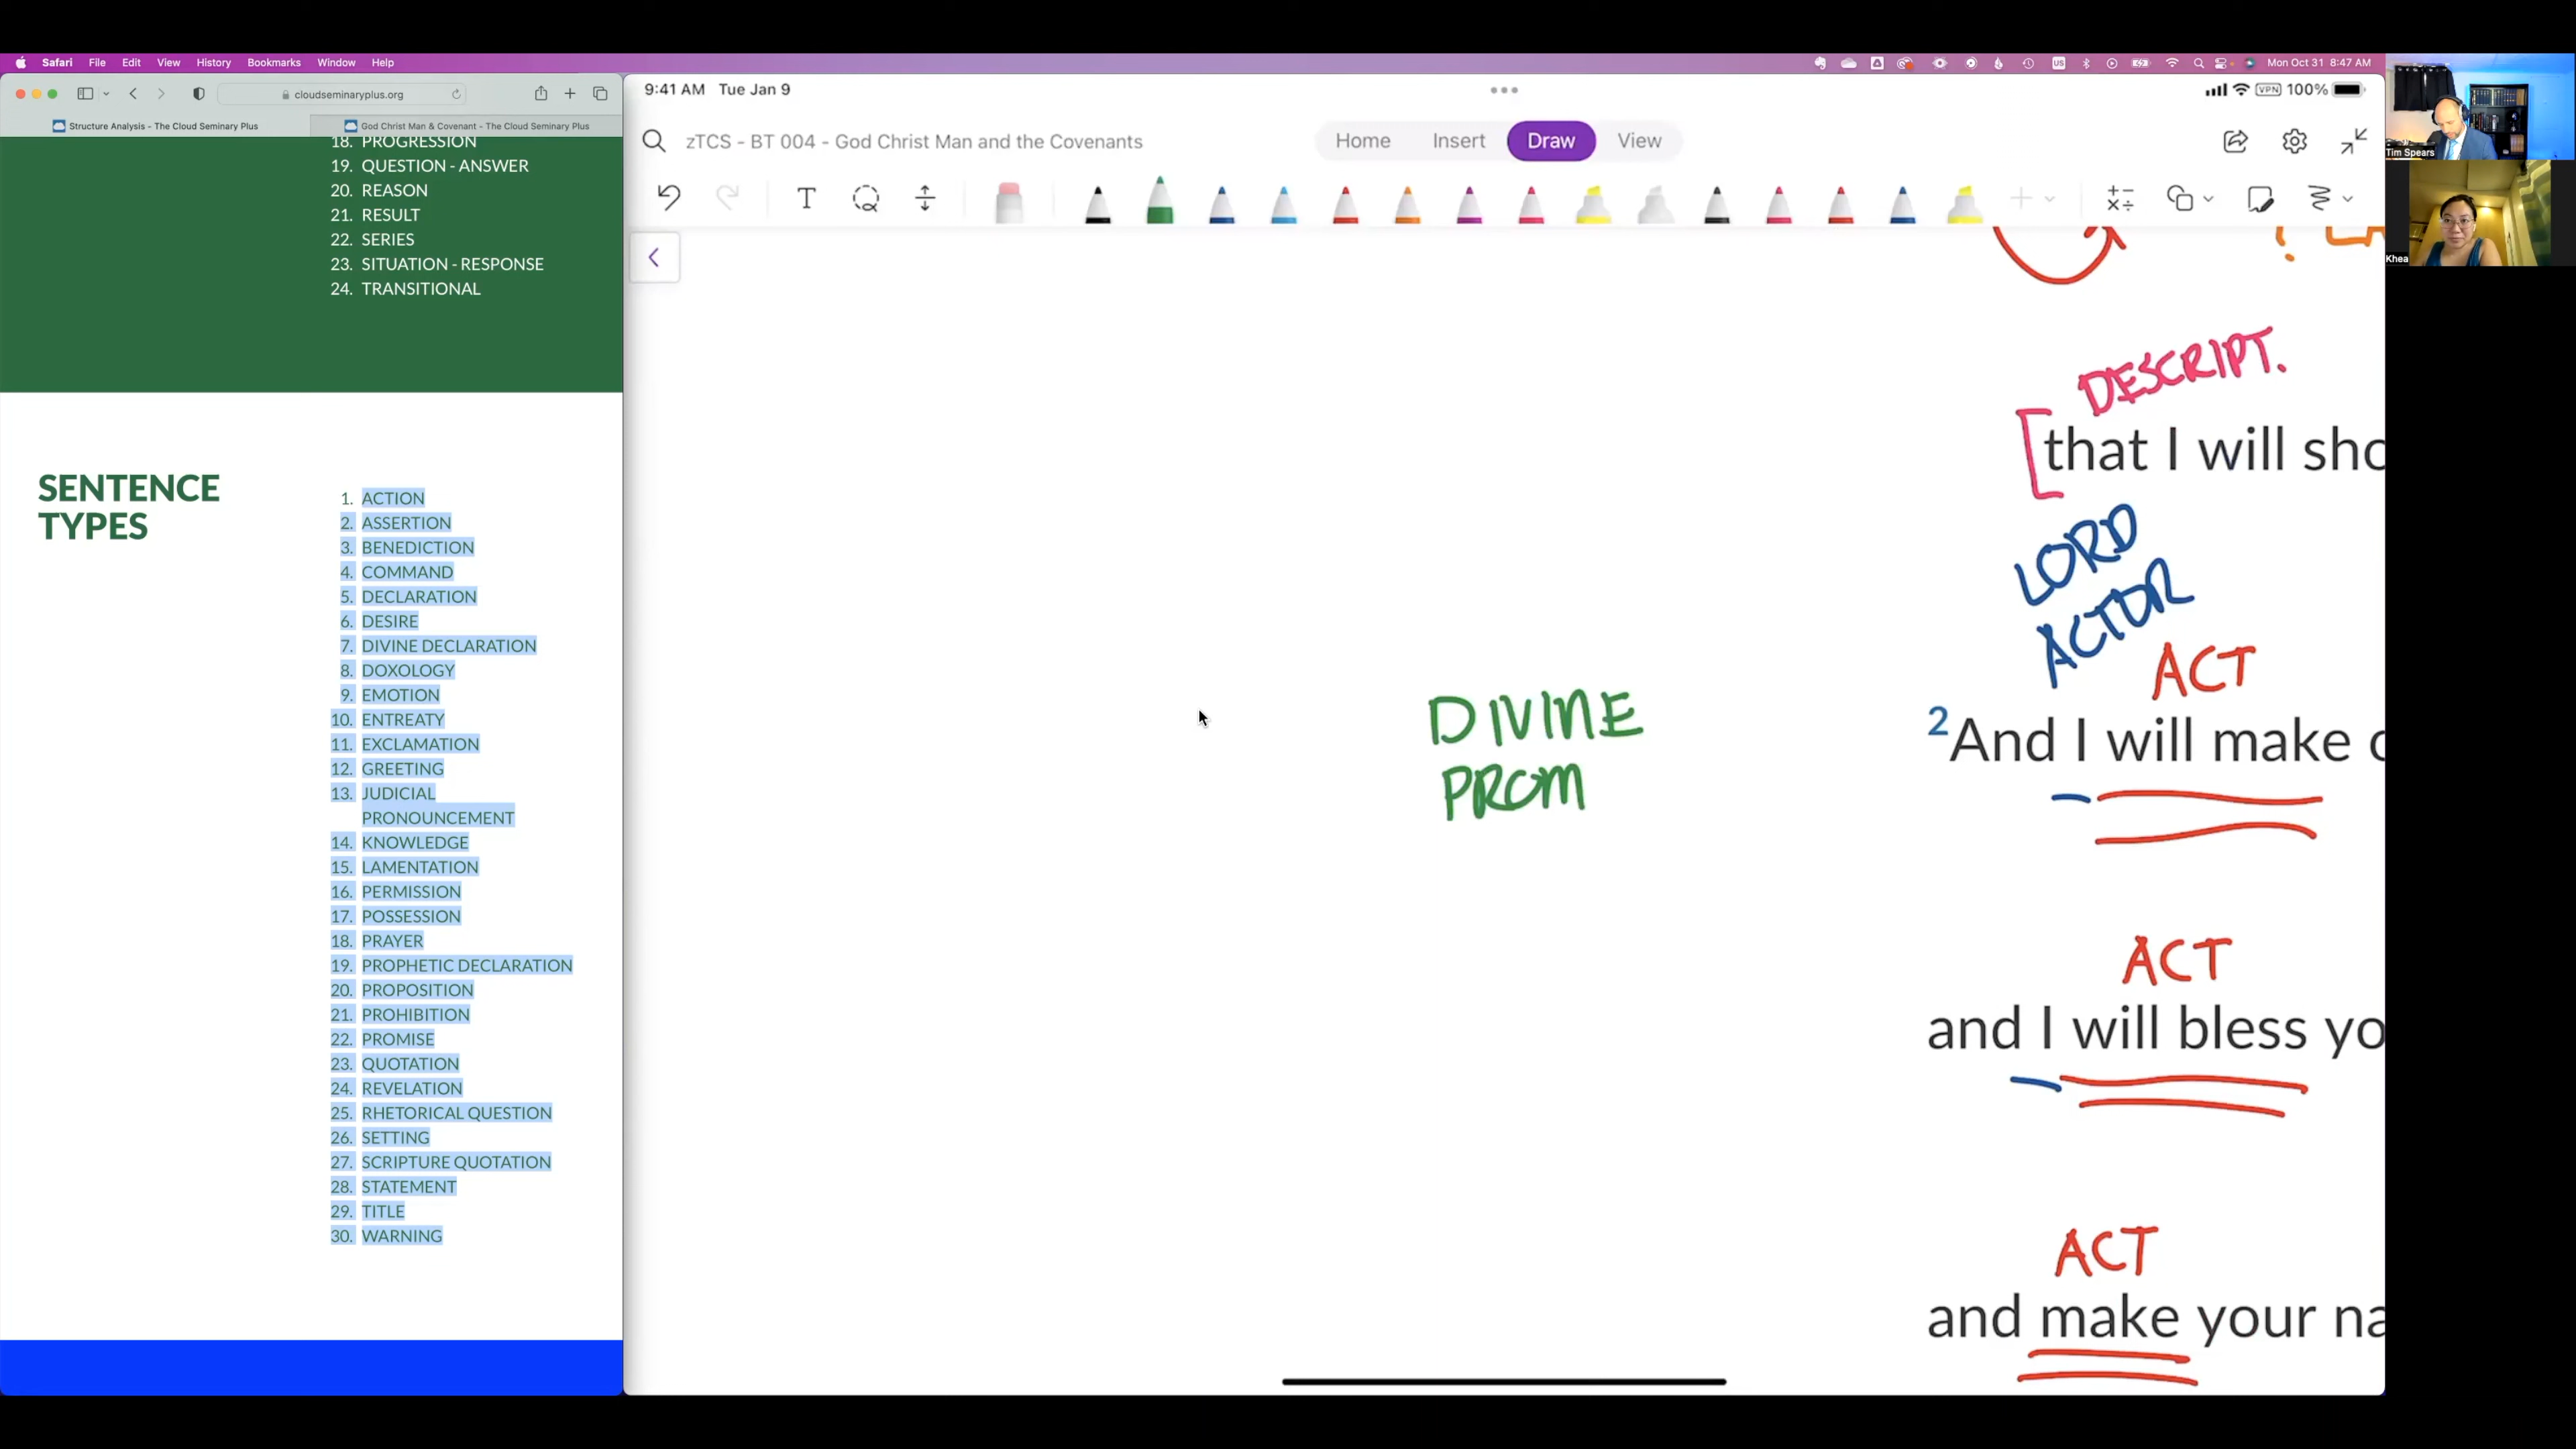 Safari File Edit View History Bookmarks Window Help
Mon Oct 31 8:47 AM
cloudseminaryplus.org
Structure Analysis - The Cloud Seminary Plus
God Christ Man & Covenant - The Cloud Seminary Plus
18. PROGRESSION
19. QUESTION - ANSWER
20. REASON
21. RESULT
22. SERIES
23. SITUATION - RESPONSE
24. TRANSITIONAL
SENTENCE
TYPES
1. ACTION
2. ASSERTION
3. BENEDICTION
4. COMMAND
5. DECLARATION
6. DESIRE
7. DIVINE DECLARATION
8. DOXOLOGY
9. EMOTION
10. ENTREATY
11. EXCLAMATION
12. GREETING
13. JUDICIAL
PRONOUNCEMENT
14. KNOWLEDGE
15. LAMENTATION
16. PERMISSION
17. POSSESSION
18. PRAYER
19. PROPHETIC DECLARATION
20. PROPOSITION
21. PROHIBITION
22. PROMISE
23. QUOTATION
24. REVELATION
25. RHETORICAL QUESTION
26. SETTING
27. SCRIPTURE QUOTATION
28. STATEMENT
29. TITLE
30. WARNING
9:41 AM Tue Jan 9
VPN 100%
zTCS - BT 004 - God Christ Man and the Covenants
Home Insert Draw View
DESCRIPT.
that I will sho
LORD
ACTOR
ACT
DIVINE
PROM
2And I will make
ACT
and I will bless yo
ACT
and make your na
Tim Spears
Khea